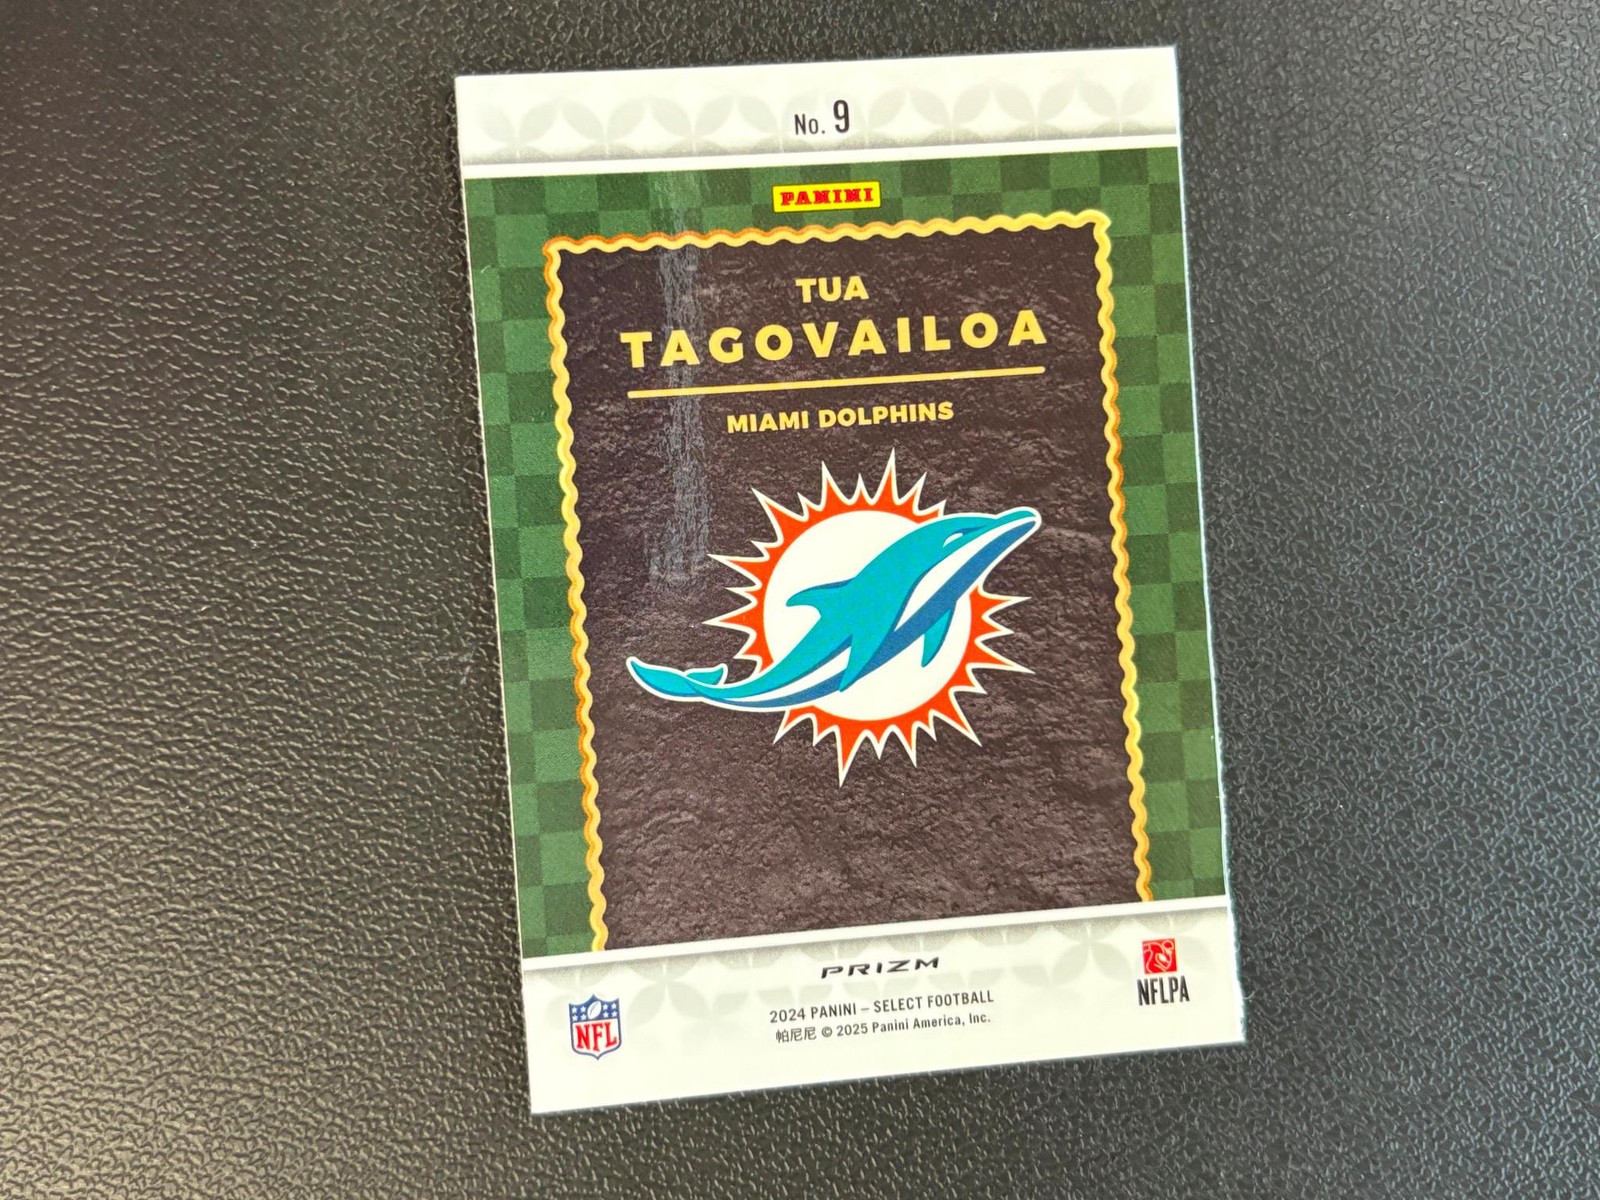 No. 9
PANINI
TUA
TAGOVAILOA
MIAMI DOLPHINS
PRIZM
NFL
2024 PANINI – SELECT FOOTBALL
帕尼尼 © 2025 Panini America, Inc.
NFLPA